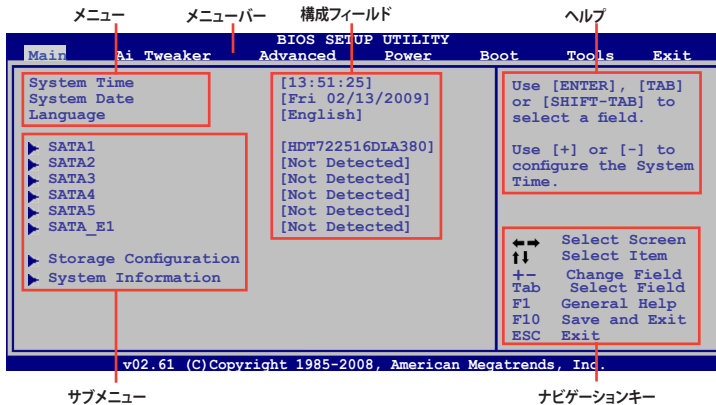 メニュー メニューバー 構成フィールド ヘルプ
BIOS SETUP UTILITY
Main Ai Tweaker Advanced Power Boot Tools Exit
System Time [13:51:25]
System Date [Fri 02/13/2009]
Language [English]
SATA1 [HDT722516DLA380]
SATA2 [Not Detected]
SATA3 [Not Detected]
SATA4 [Not Detected]
SATA5 [Not Detected]
SATA_E1 [Not Detected]
Storage Configuration
System Information
Use [ENTER], [TAB]
or [SHIFT-TAB] to
select a field.
Use [+] or [-] to
configure the System
Time.
←→ Select Screen
↑↓ Select Item
+- Change Field
Tab Select Field
F1 General Help
F10 Save and Exit
ESC Exit
v02.61 (C)Copyright 1985-2008, American Megatrends, Inc.
サブメニュー ナビゲーションキー